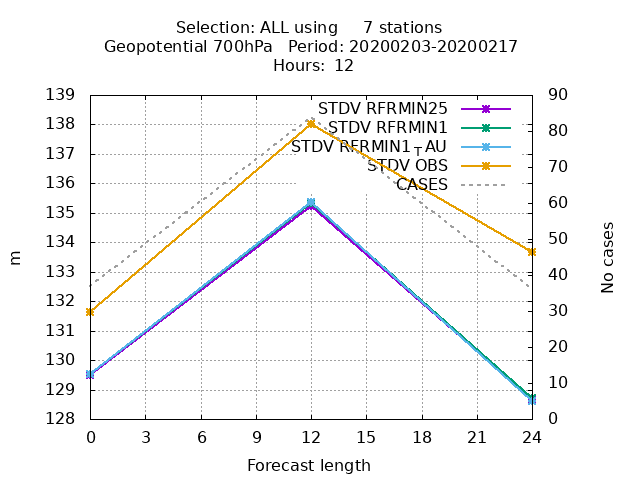 Selection: ALL using     7 stations
Geopotential 700hPa   Period: 20200203-20200217
Hours:  12
139
138
137
136
135
134
133
132
131
130
129
128
90
80
70
60
50
40
30
20
10
0
STDV RFRMIN25
STDV RFRMIN1
STDV RFRMIN1TAU
STDV OBS
CASES
m
No cases
0 3 6 9 12 15 18 21 24
Forecast length